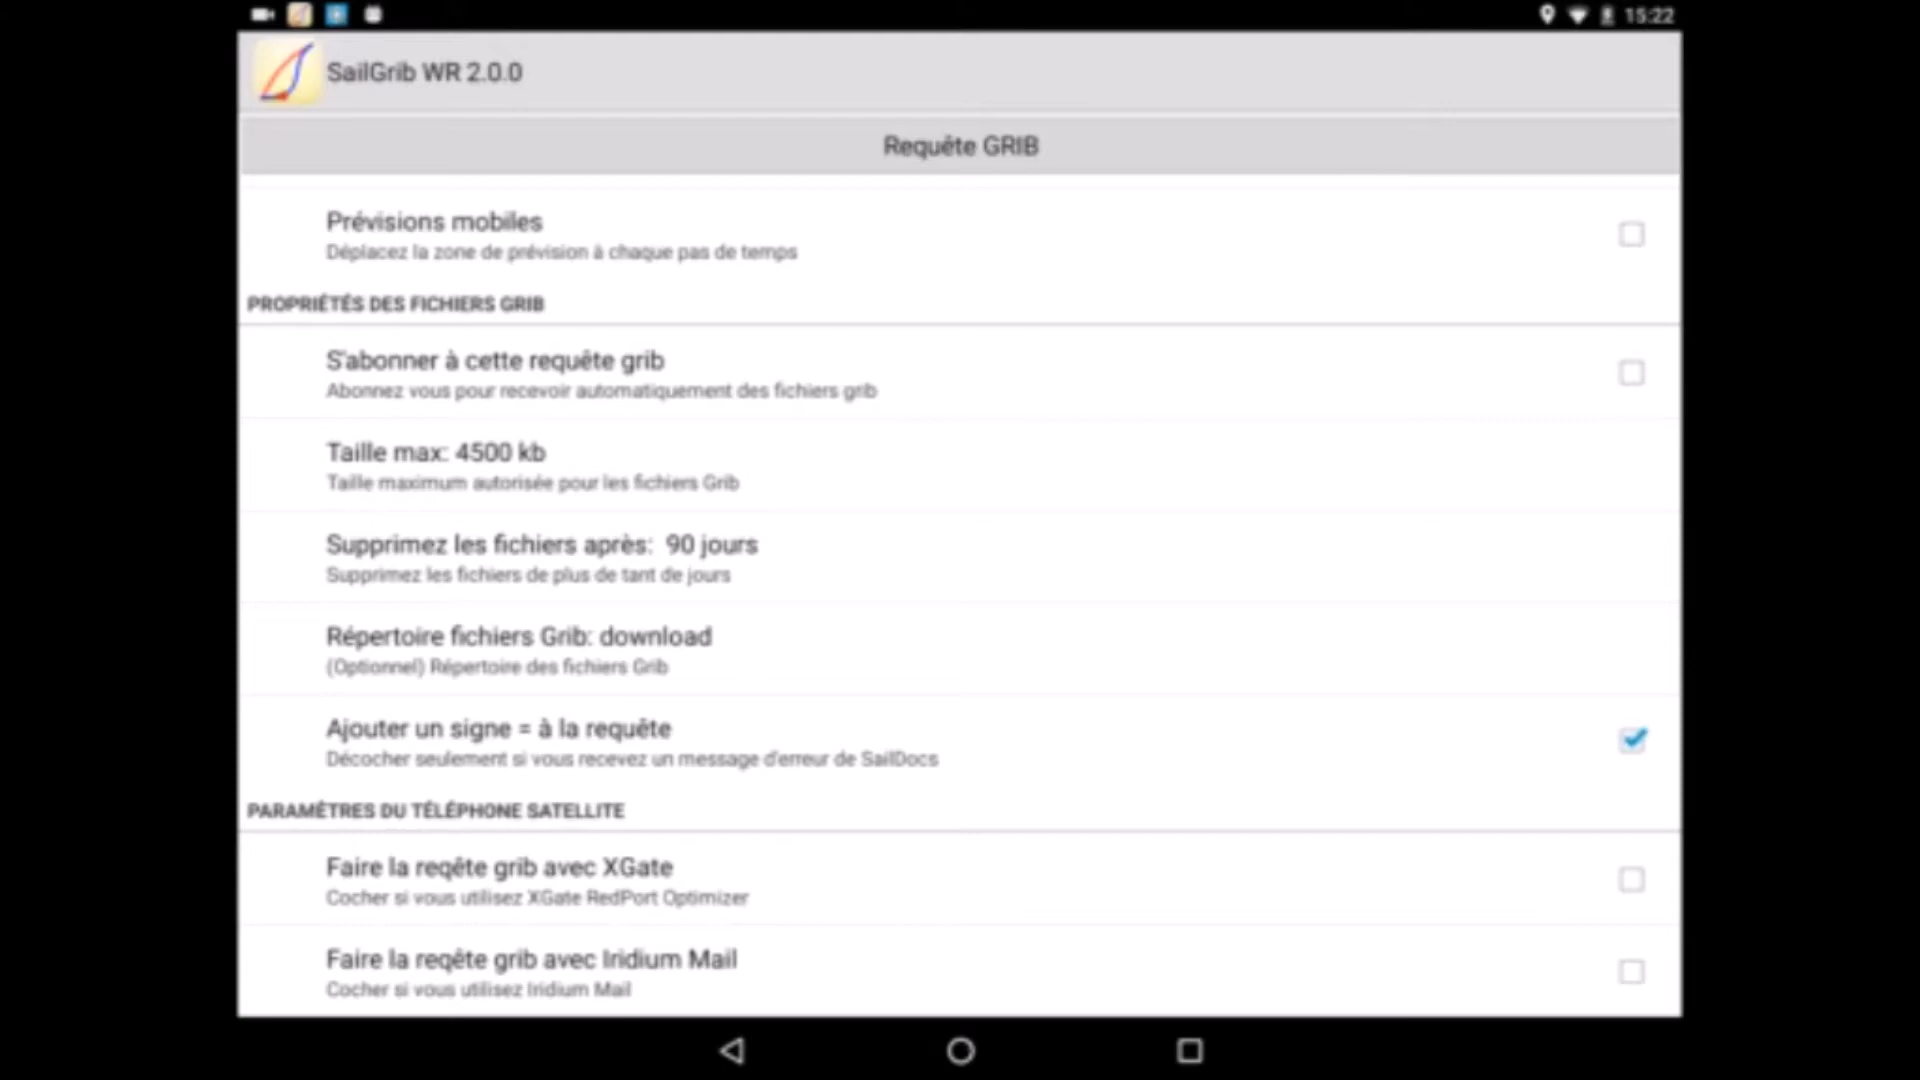 15:22
SailGrib WR 2.0.0
Requête GRIB
Prévisions mobiles
Déplacez la zone de prévision à chaque pas de temps
PROPRIÉTÉS DES FICHIERS GRIB
S'abonner à cette requête grib
Abonnez vous pour recevoir automatiquement des fichiers grib
Taille max: 4500 kb
Taille maximum autorisée pour les fichiers Grib
Supprimez les fichiers après: 90 jours
Supprimez les fichiers de plus de tant de jours
Répertoire fichiers Grib: download
(Optionnel) Répertoire des fichiers Grib
Ajouter un signe = à la requête
Décocher seulement si vous recevez un message d'erreur de SailDocs
PARAMÈTRES DU TÉLÉPHONE SATELLITE
Faire la reqête grib avec XGate
Cocher si vous utilisez XGate RedPort Optimizer
Faire la reqête grib avec Iridium Mail
Cocher si vous utilisez Iridium Mail